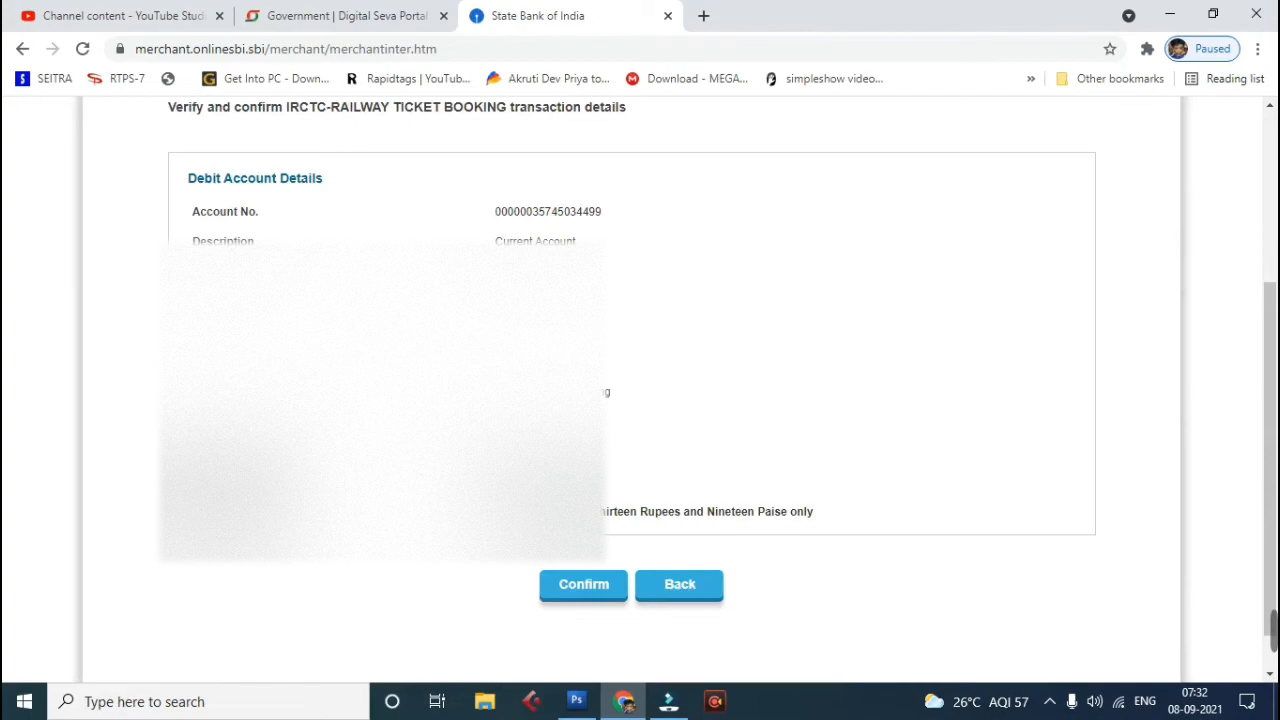 Channel content - YouTube Stud
Government | Digital Seva Portal
State Bank of India
merchant.onlinesbi.sbi/merchant/merchantinter.htm
Paused
SEITRA
RTPS-7
Get Into PC - Down...
Rapidtags | YouTub...
Akruti Dev Priya to...
Download - MEGA...
simpleshow video...
»
Other bookmarks
Reading list
Verify and confirm IRCTC-RAILWAY TICKET BOOKING transaction details
Debit Account Details
Account No. 00000035745034499
Description Current Account
Rupees and Nineteen Paise only
Confirm Back
Type here to search
Ps
26°C AQI 57
ENG
07:32
08-09-2021